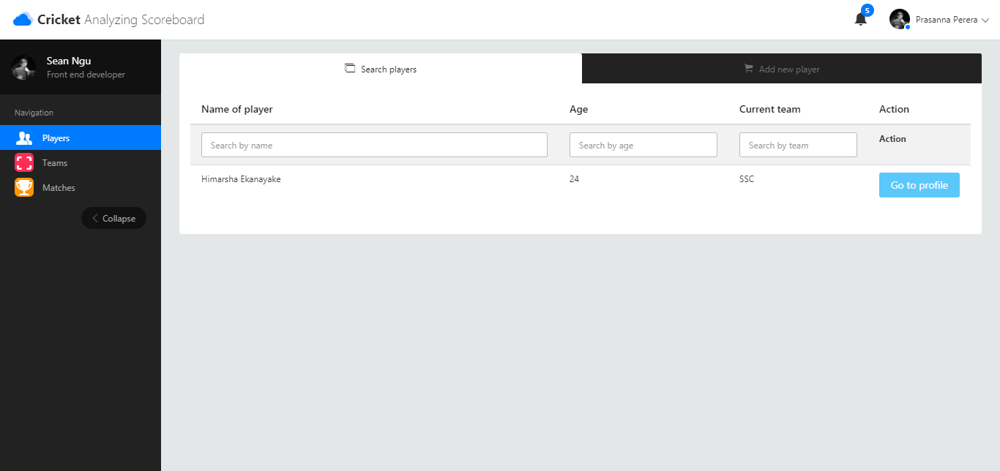 Cricket Analyzing Scoreboard
5
Prasanna Perera
Sean Ngu
Front end developer
Navigation
Players
Teams
Matches
Collapse
Search players
Add new player
Name of player Age Current team Action
Search by name Search by age Search by team Action
Himarsha Ekanayake 24 SSC Go to profile